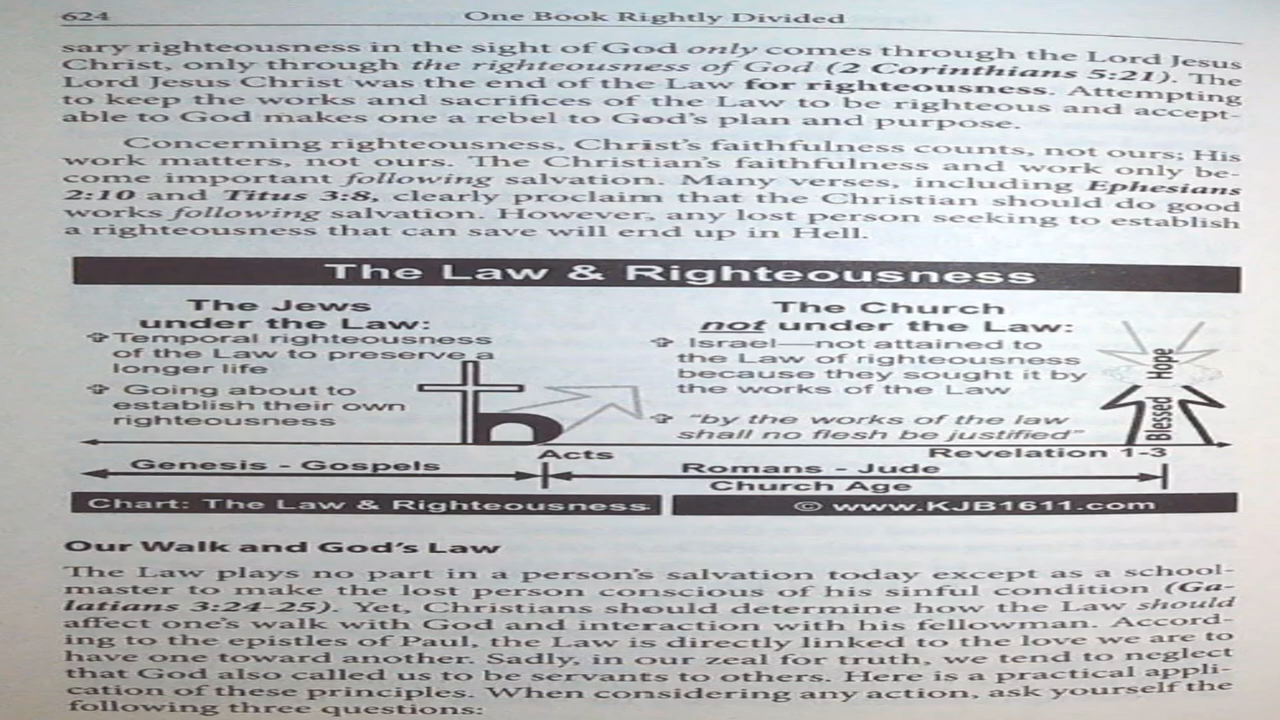 624
One Book Rightly Divided
sary righteousness in the sight of God only comes through the Lord Jesus
Christ, only through the righteousness of God (2 Corinthians 5:21). The
Lord Jesus Christ was the end of the Law for righteousness. Attempting
to keep the works and sacrifices of the Law to be righteous and accept-
able to God makes one a rebel to God's plan and purpose.
Concerning righteousness, Christ's faithfulness counts, not ours; His
work matters, not ours. The Christian's faithfulness and work only be-
come important following salvation. Many verses, including Ephesians
2:10 and Titus 3:8, clearly proclaim that the Christian should do good
works following salvation. However, any lost person seeking to establish
a righteousness that can save will end up in Hell.
The Law & Righteousness
The Jews
under the Law:
Temporal righteousness
of the Law to preserve a
longer life
Going about to
establish their own
righteousness
The Church
not under the Law:
Israel—not attained to
the Law of righteousness
because they sought it by
the works of the Law
"by the works of the law
shall no flesh be justified"
Blessed Hope
Acts
Revelation 1-3
Genesis - Gospels
Romans - Jude
Church Age
Chart: The Law & Righteousness
© www.KJB1611.com
Our Walk and God's Law
The Law plays no part in a person's salvation today except as a school-
master to make the lost person conscious of his sinful condition (Ga-
latians 3:24-25). Yet, Christians should determine how the Law should
affect one's walk with God and interaction with his fellowman. Accord-
ing to the epistles of Paul, the Law is directly linked to the love we are to
have one toward another. Sadly, in our zeal for truth, we tend to neglect
that God also called us to be servants to others. Here is a practical appli-
cation of these principles. When considering any action, ask yourself the
following three questions: